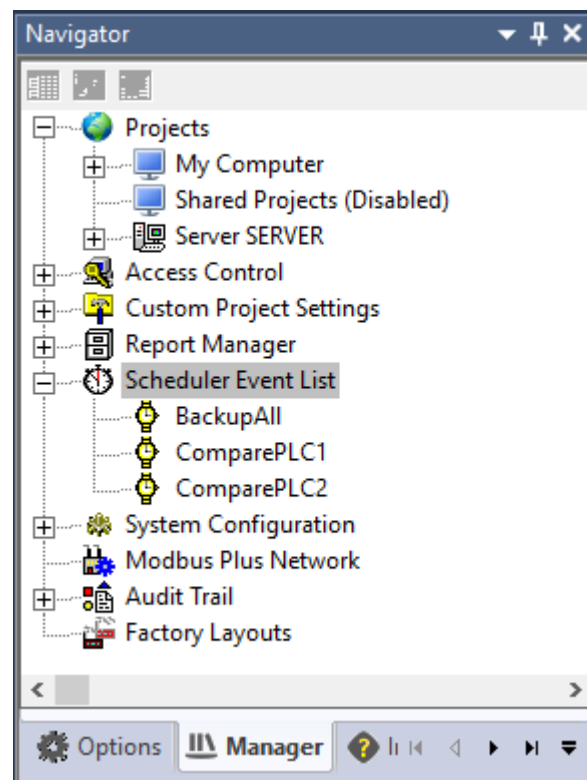 Navigator
Projects
My Computer
Shared Projects (Disabled)
Server SERVER
Access Control
Custom Project Settings
Report Manager
Scheduler Event List
BackupAll
ComparePLC1
ComparePLC2
System Configuration
Modbus Plus Network
Audit Trail
Factory Layouts
Options Manager